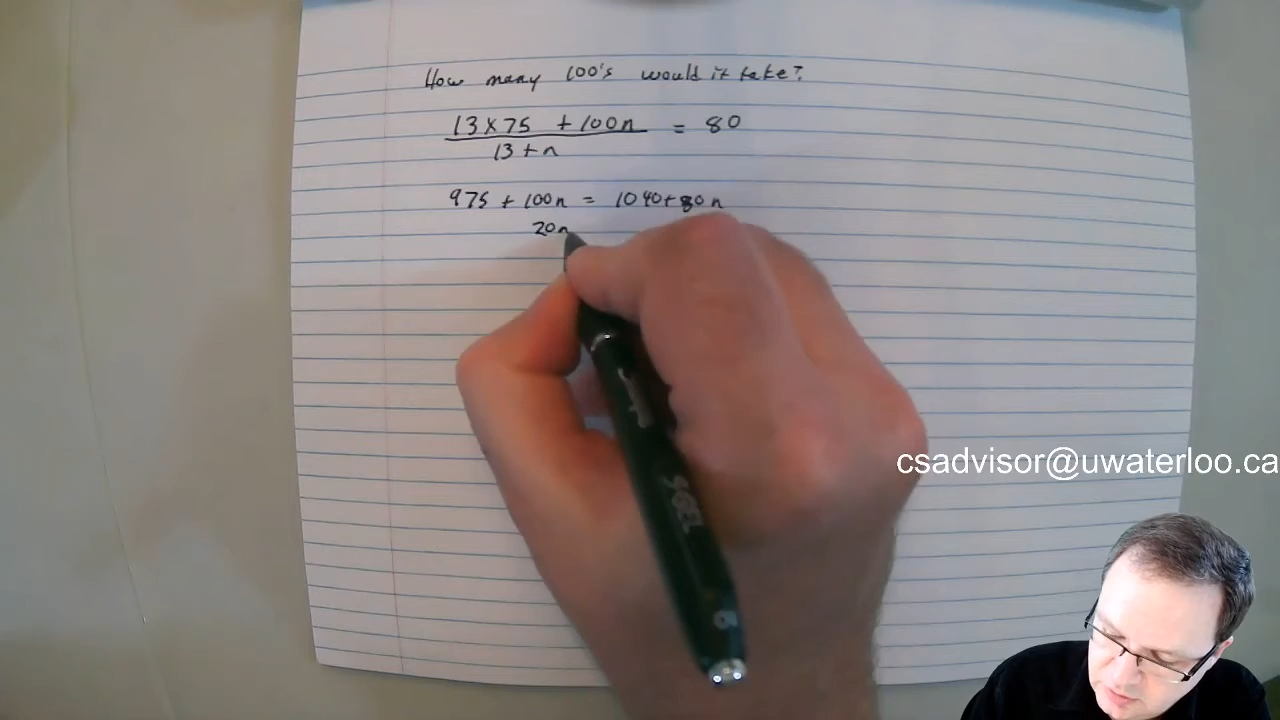 How many 100's would it take?
13 x 75 + 100n = 80
13 + n
975 + 100n = 1040 + 80n
20n
csadvisor@uwaterloo.ca